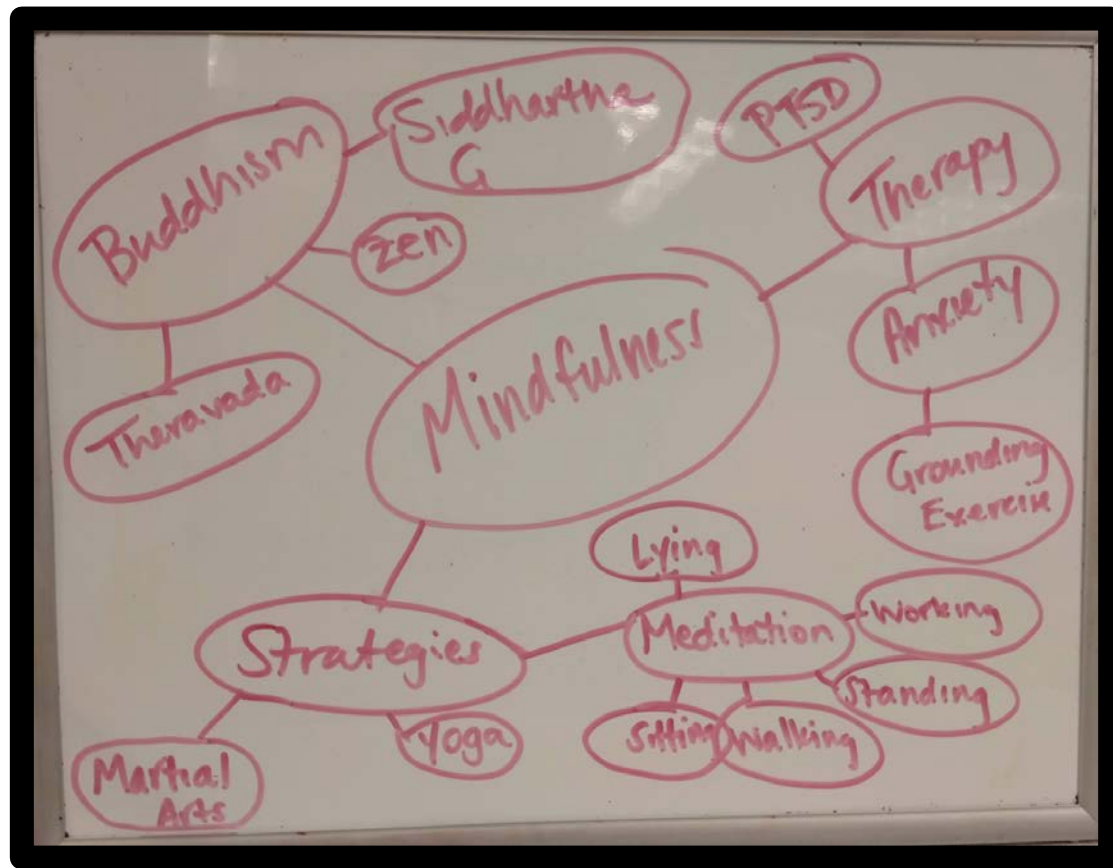 Buddhism
Siddhartha
G
zen
Theravada
PTSD
Therapy
Anxiety
Grounding
Exercise
Mindfulness
Strategies
Martial
Arts
Yoga
Lying
Meditation
Working
Standing
Sitting
Walking